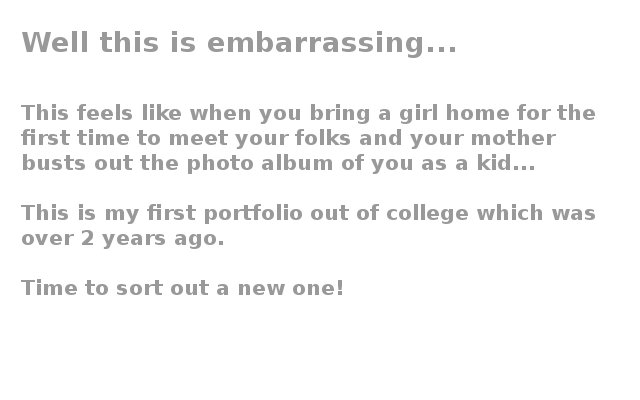 Well this is embarrassing...
This feels like when you bring a girl home for the
first time to meet your folks and your mother
busts out the photo album of you as a kid...
This is my first portfolio out of college which was
over 2 years ago.
Time to sort out a new one!